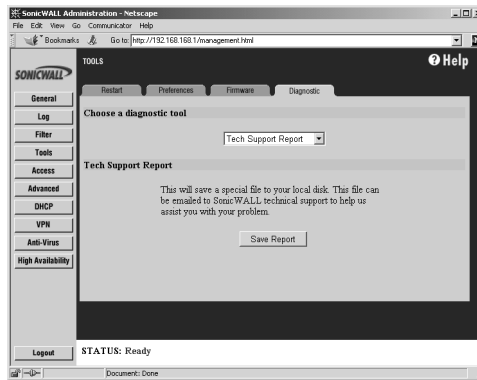 SonicWALL Administration - Netscape
File Edit View Go Communicator Help
Bookmarks Go to: http://192.168.168.1/management.html
SONICWALL
TOOLS
Help
Restart Preferences Firmware Diagnostic
General
Log
Filter
Tools
Access
Advanced
DHCP
VPN
Anti-Virus
High Availability
Logout
Choose a diagnostic tool
Tech Support Report
Tech Support Report
This will save a special file to your local disk. This file can
be emailed to SonicWALL technical support to help us
assist you with your problem.
Save Report
STATUS: Ready
Document: Done